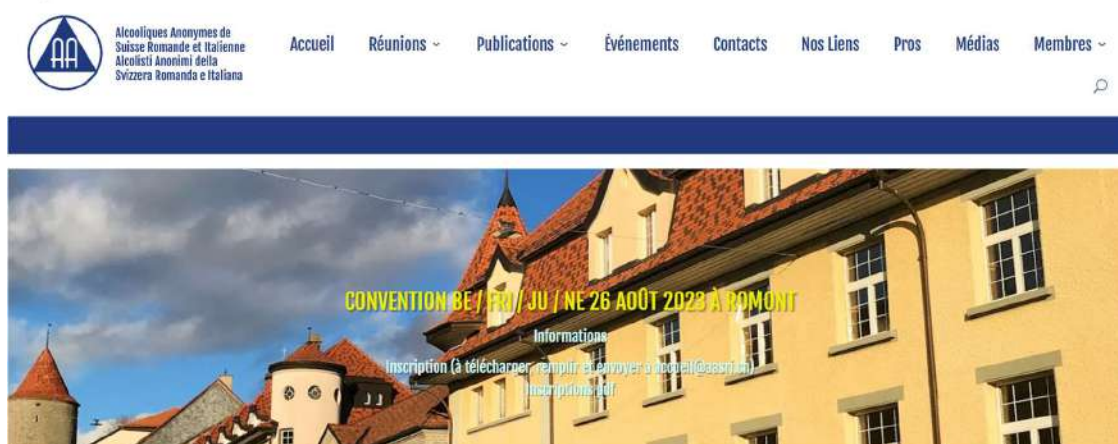 AA
Alcooliques Anonymes de
Suisse Romande et Italienne
Alcolisti Anonimi della
Svizzera Romanda e Italiana
Accueil
Réunions
Publications
Événements
Contacts
Nos Liens
Pros
Médias
Membres
CONVENTION BE / FRI / JU / NE 26 AOÛT 2023 À ROMONT
Informations
Inscription (à télécharger, remplir et envoyer à accueil@aasri.ch)
Inscriptions pdf